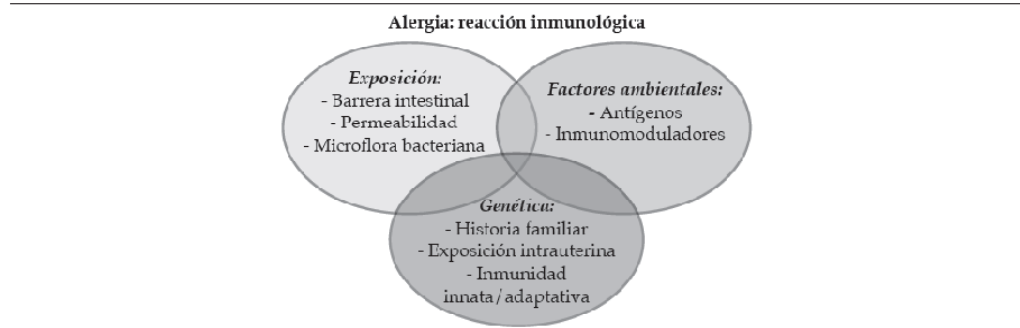 Alergia: reacción inmunológica
Exposición:
- Barrera intestinal
- Permeabilidad
- Microflora bacteriana
Factores ambientales:
- Antígenos
- Inmunomoduladores
Genética:
- Historia familiar
- Exposición intrauterina
- Inmunidad
innata/adaptativa